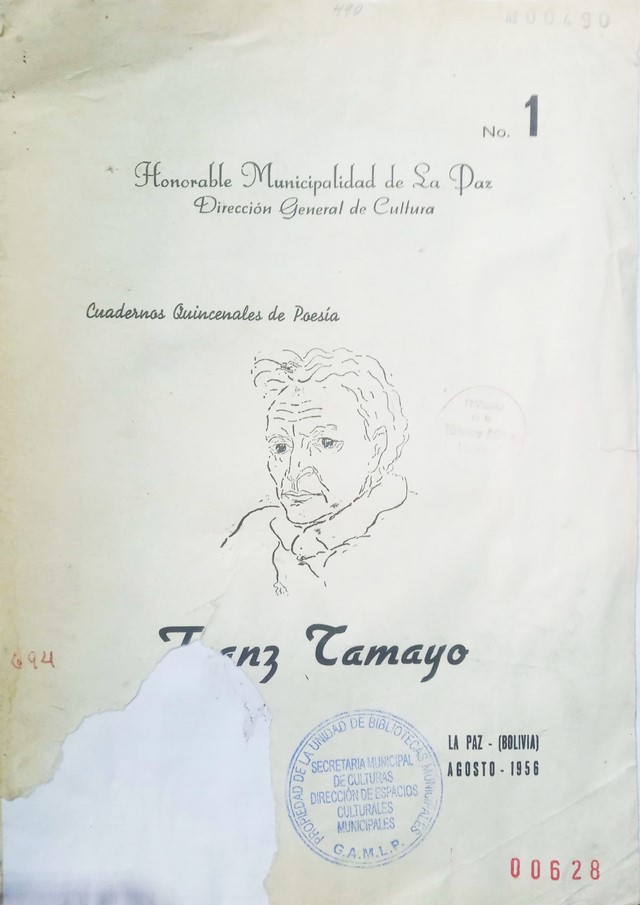 490
00490
No. 1
Honorable Municipalidad de La Paz
Dirección General de Cultura
Cuadernos Quincenales de Poesía
Tamayo
694
LA PAZ - (BOLIVIA)
AGOSTO - 1956
PROPIEDAD DE LA UNIDAD DE BIBLIOTECAS MUNICIPALES
SECRETARIA MUNICIPAL
DE CULTURAS
DIRECCIÓN DE ESPACIOS
CULTURALES
MUNICIPALES
G.A.M.L.P.
00628